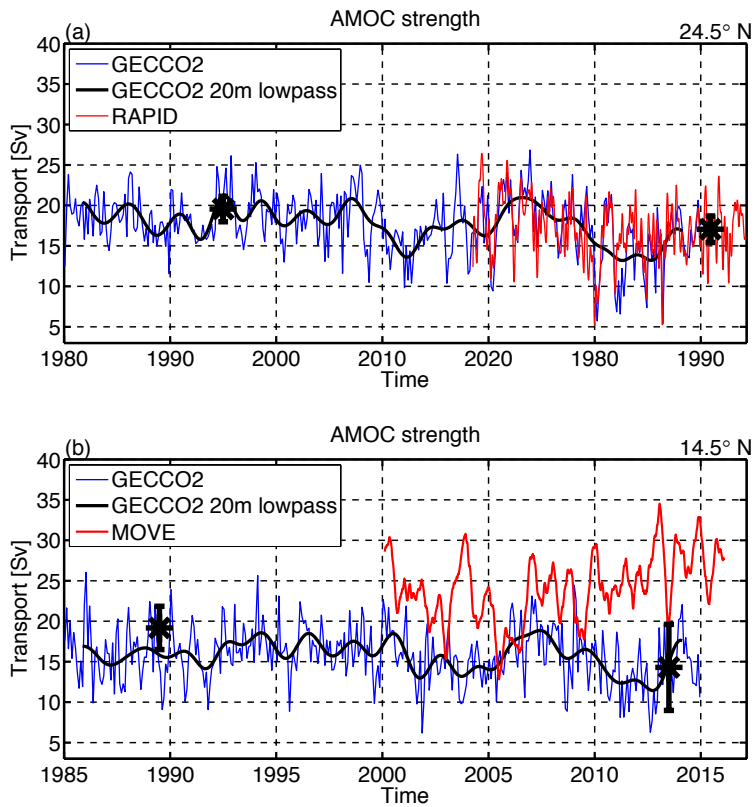 AMOC strength
(a)
24.5° N
40
35
30
25
20
15
10
5
Transport [Sv]
GECCO2
GECCO2 20m lowpass
RAPID
1980 1990 2000 2010 2020 1980 1990
Time
AMOC strength
(b)
14.5° N
40
35
30
25
20
15
10
5
Transport [Sv]
GECCO2
GECCO2 20m lowpass
MOVE
1985 1990 1995 2000 2005 2010 2015
Time